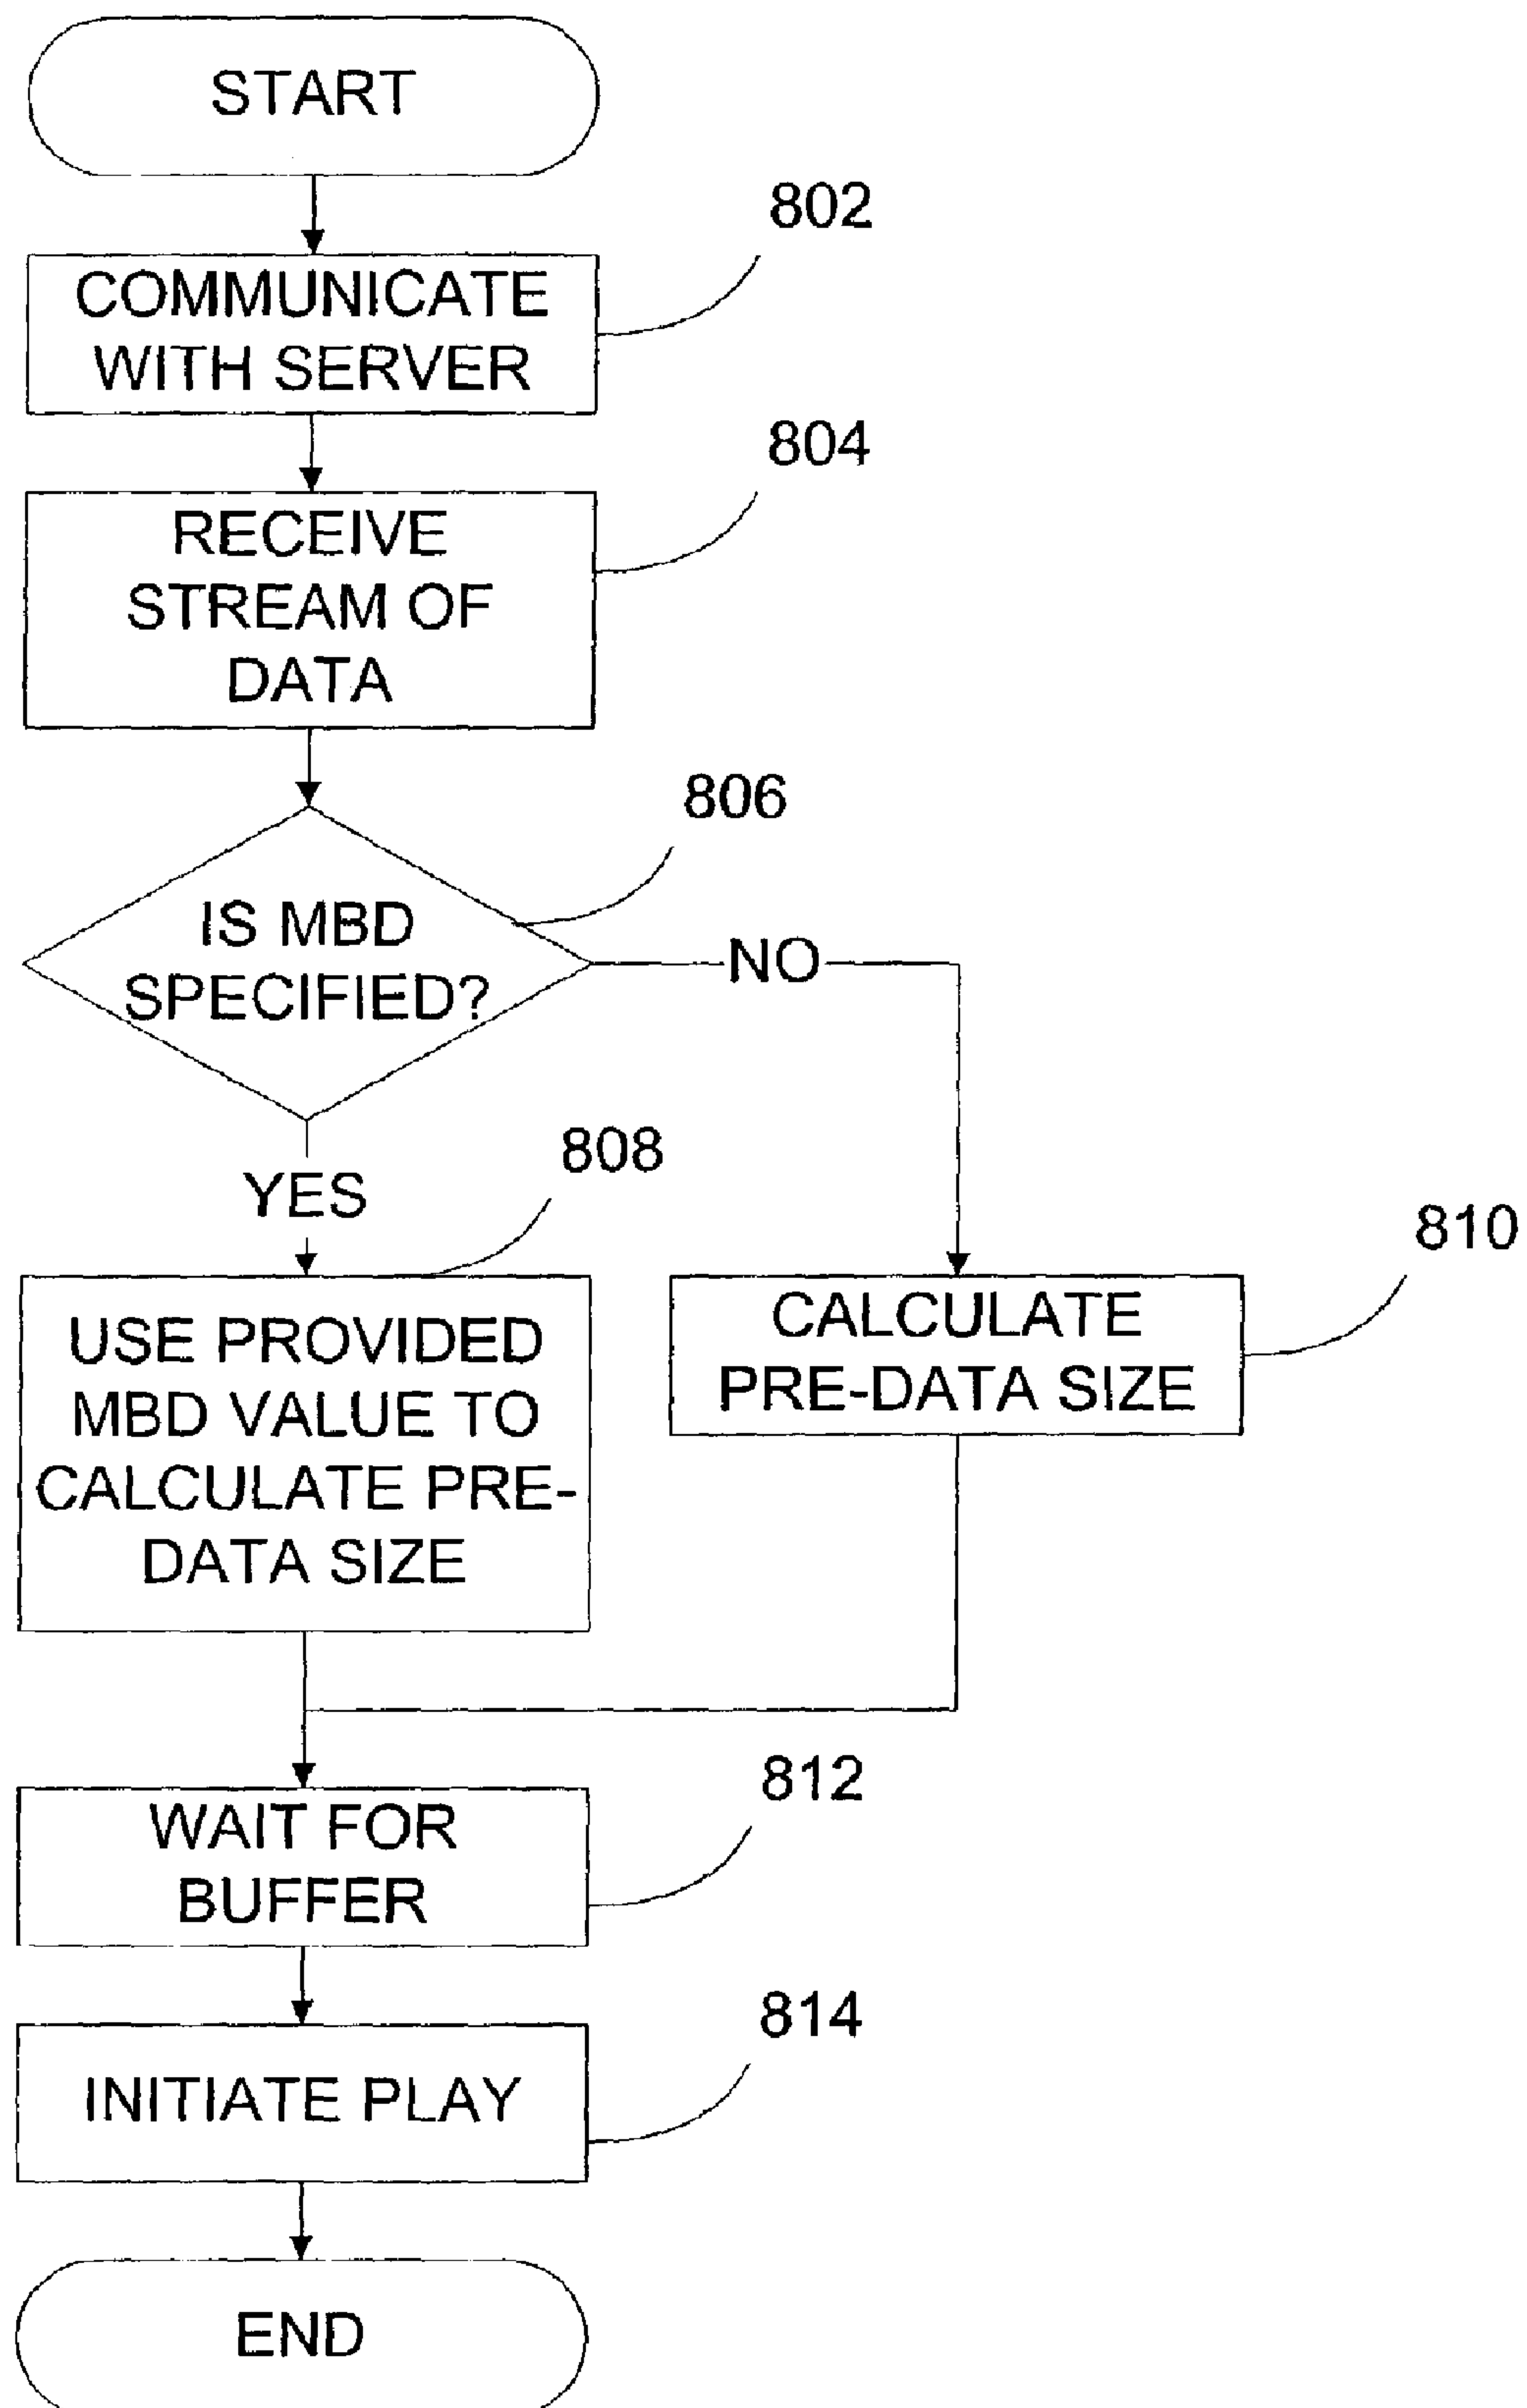 START
802
COMMUNICATE
WITH SERVER
804
RECEIVE
STREAM OF
DATA
806
IS MBD
SPECIFIED?
NO
YES
808
810
USE PROVIDED
MBD VALUE TO
CALCULATE PRE-
DATA SIZE
CALCULATE
PRE-DATA SIZE
812
WAIT FOR
BUFFER
814
INITIATE PLAY
END